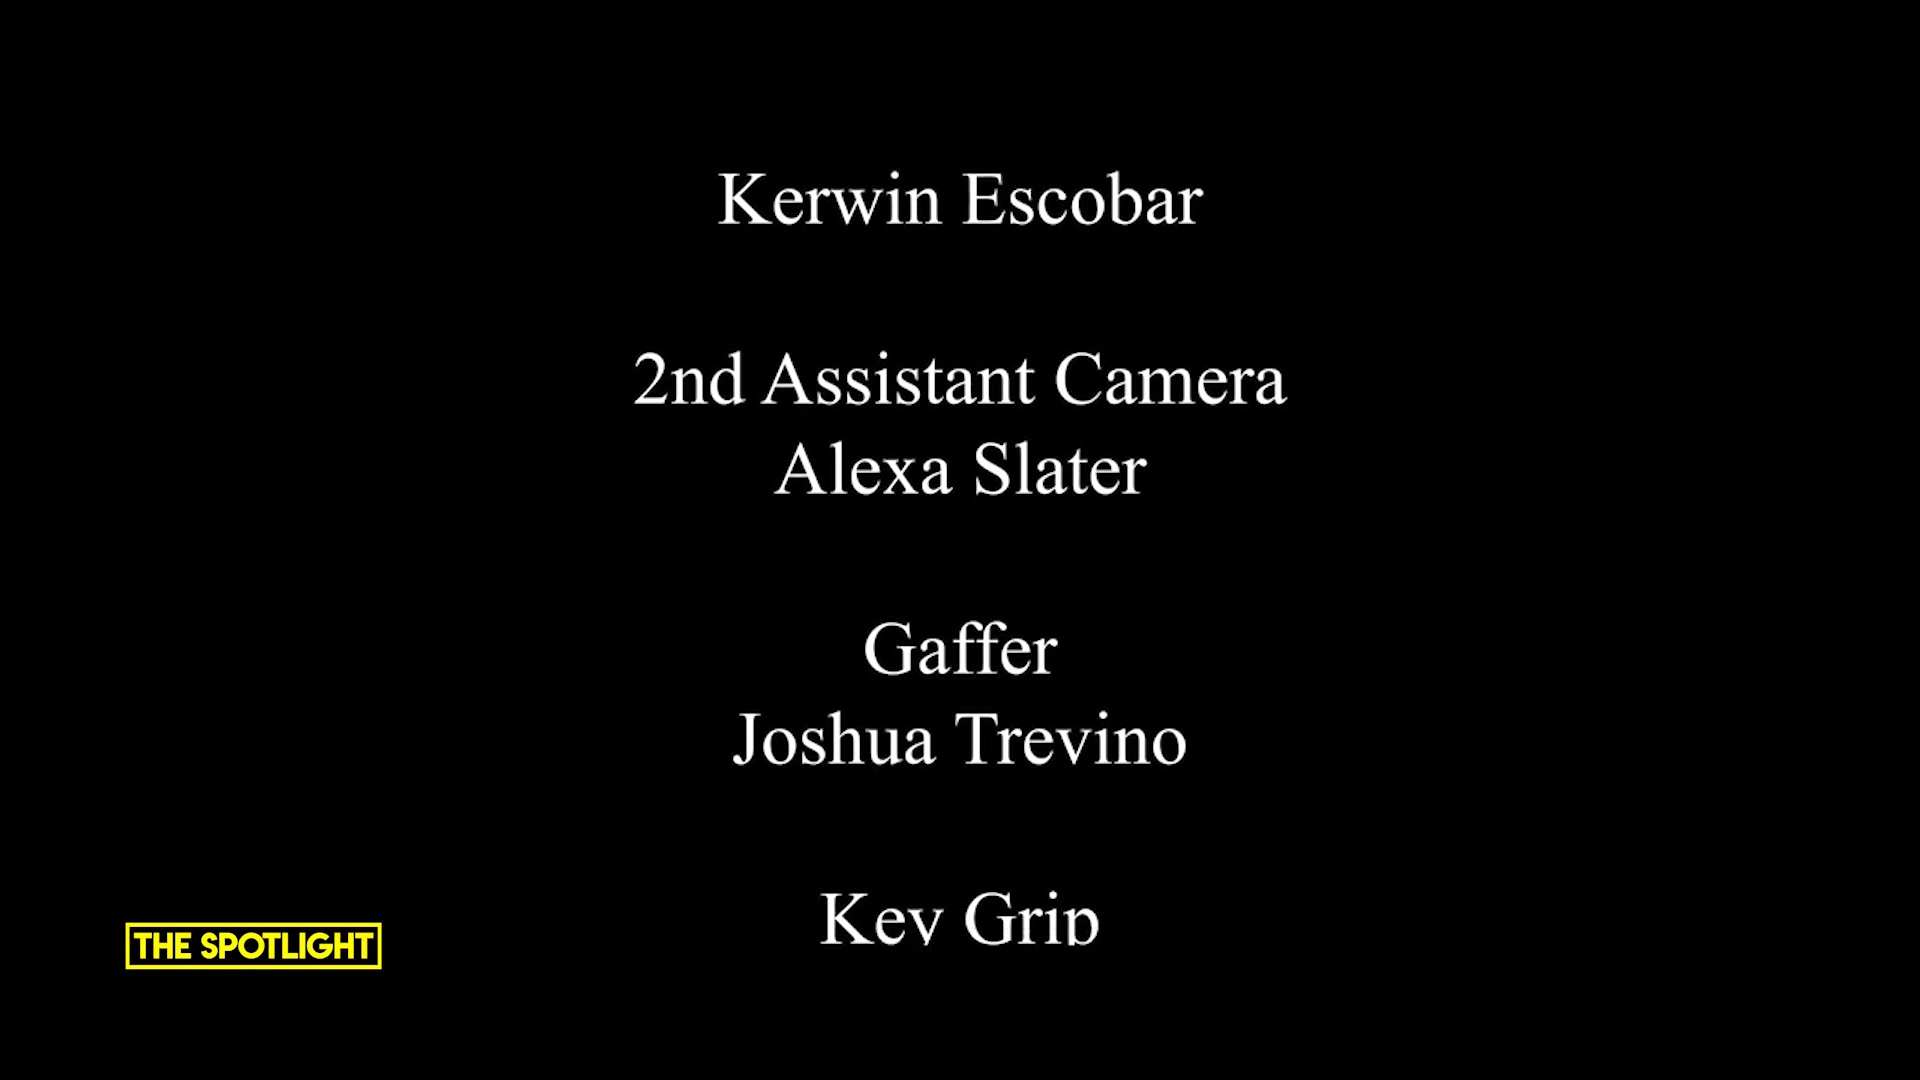 Kerwin Escobar
2nd Assistant Camera
Alexa Slater
Gaffer
Joshua Trevino
Key Grip
THE SPOTLIGHT